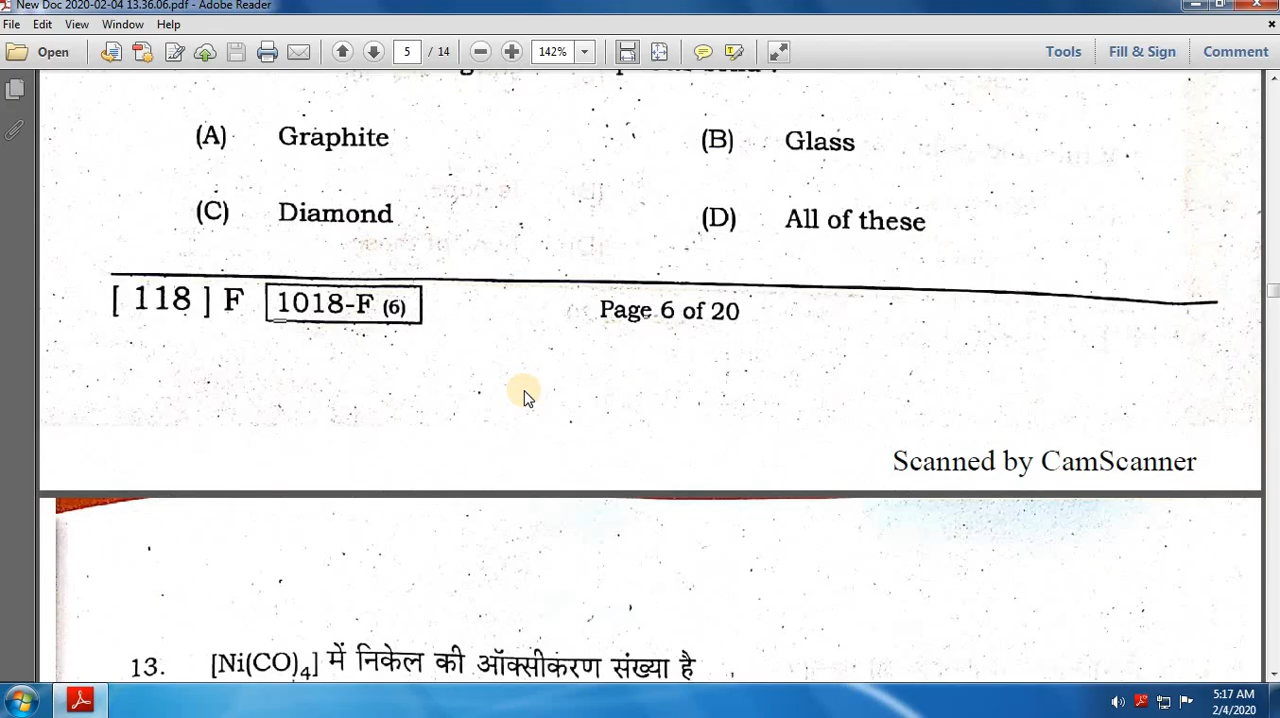 New Doc 2020-02-04 13.36.06.pdf - Adobe Reader
File Edit View Window Help
Open 5 / 14 142% Tools Fill & Sign Comment
(A) Graphite (B) Glass
(C) Diamond (D) All of these
[ 118 ] F 1018-F (6) Page 6 of 20
Scanned by CamScanner
13. [Ni(CO)4] में निकेल की ऑक्सीकरण संख्या है
5:17 AM
2/4/2020